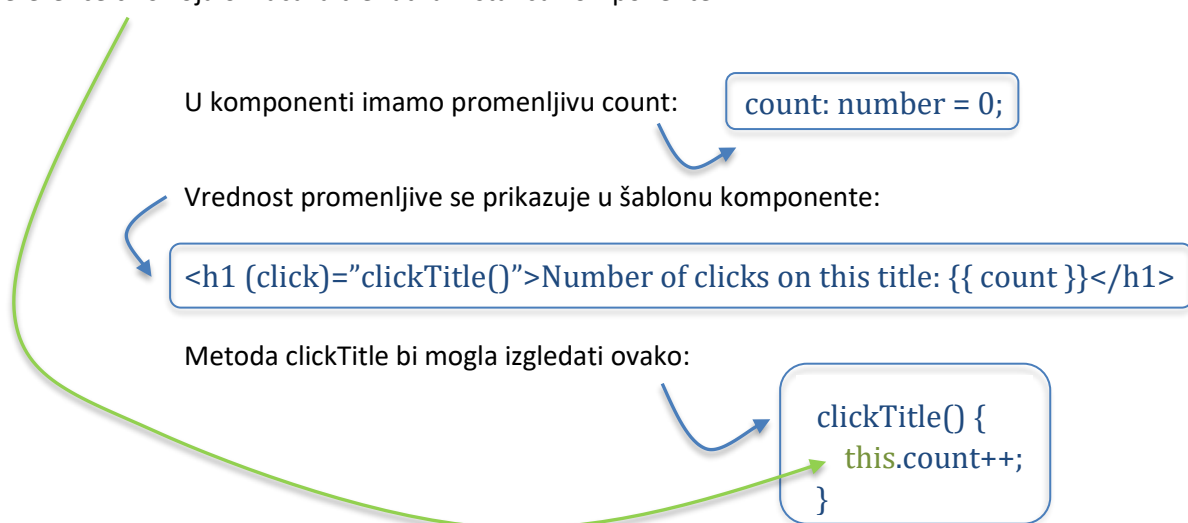 U komponenti imamo promenljivu count:
count: number = 0;
Vrednost promenljive se prikazuje u šablonu komponente:
<h1 (click)=”clickTitle()”>Number of clicks on this title: {{ count }}</h1>
Metoda clickTitle bi mogla izgledati ovako:
clickTitle() {
this.count++;
}